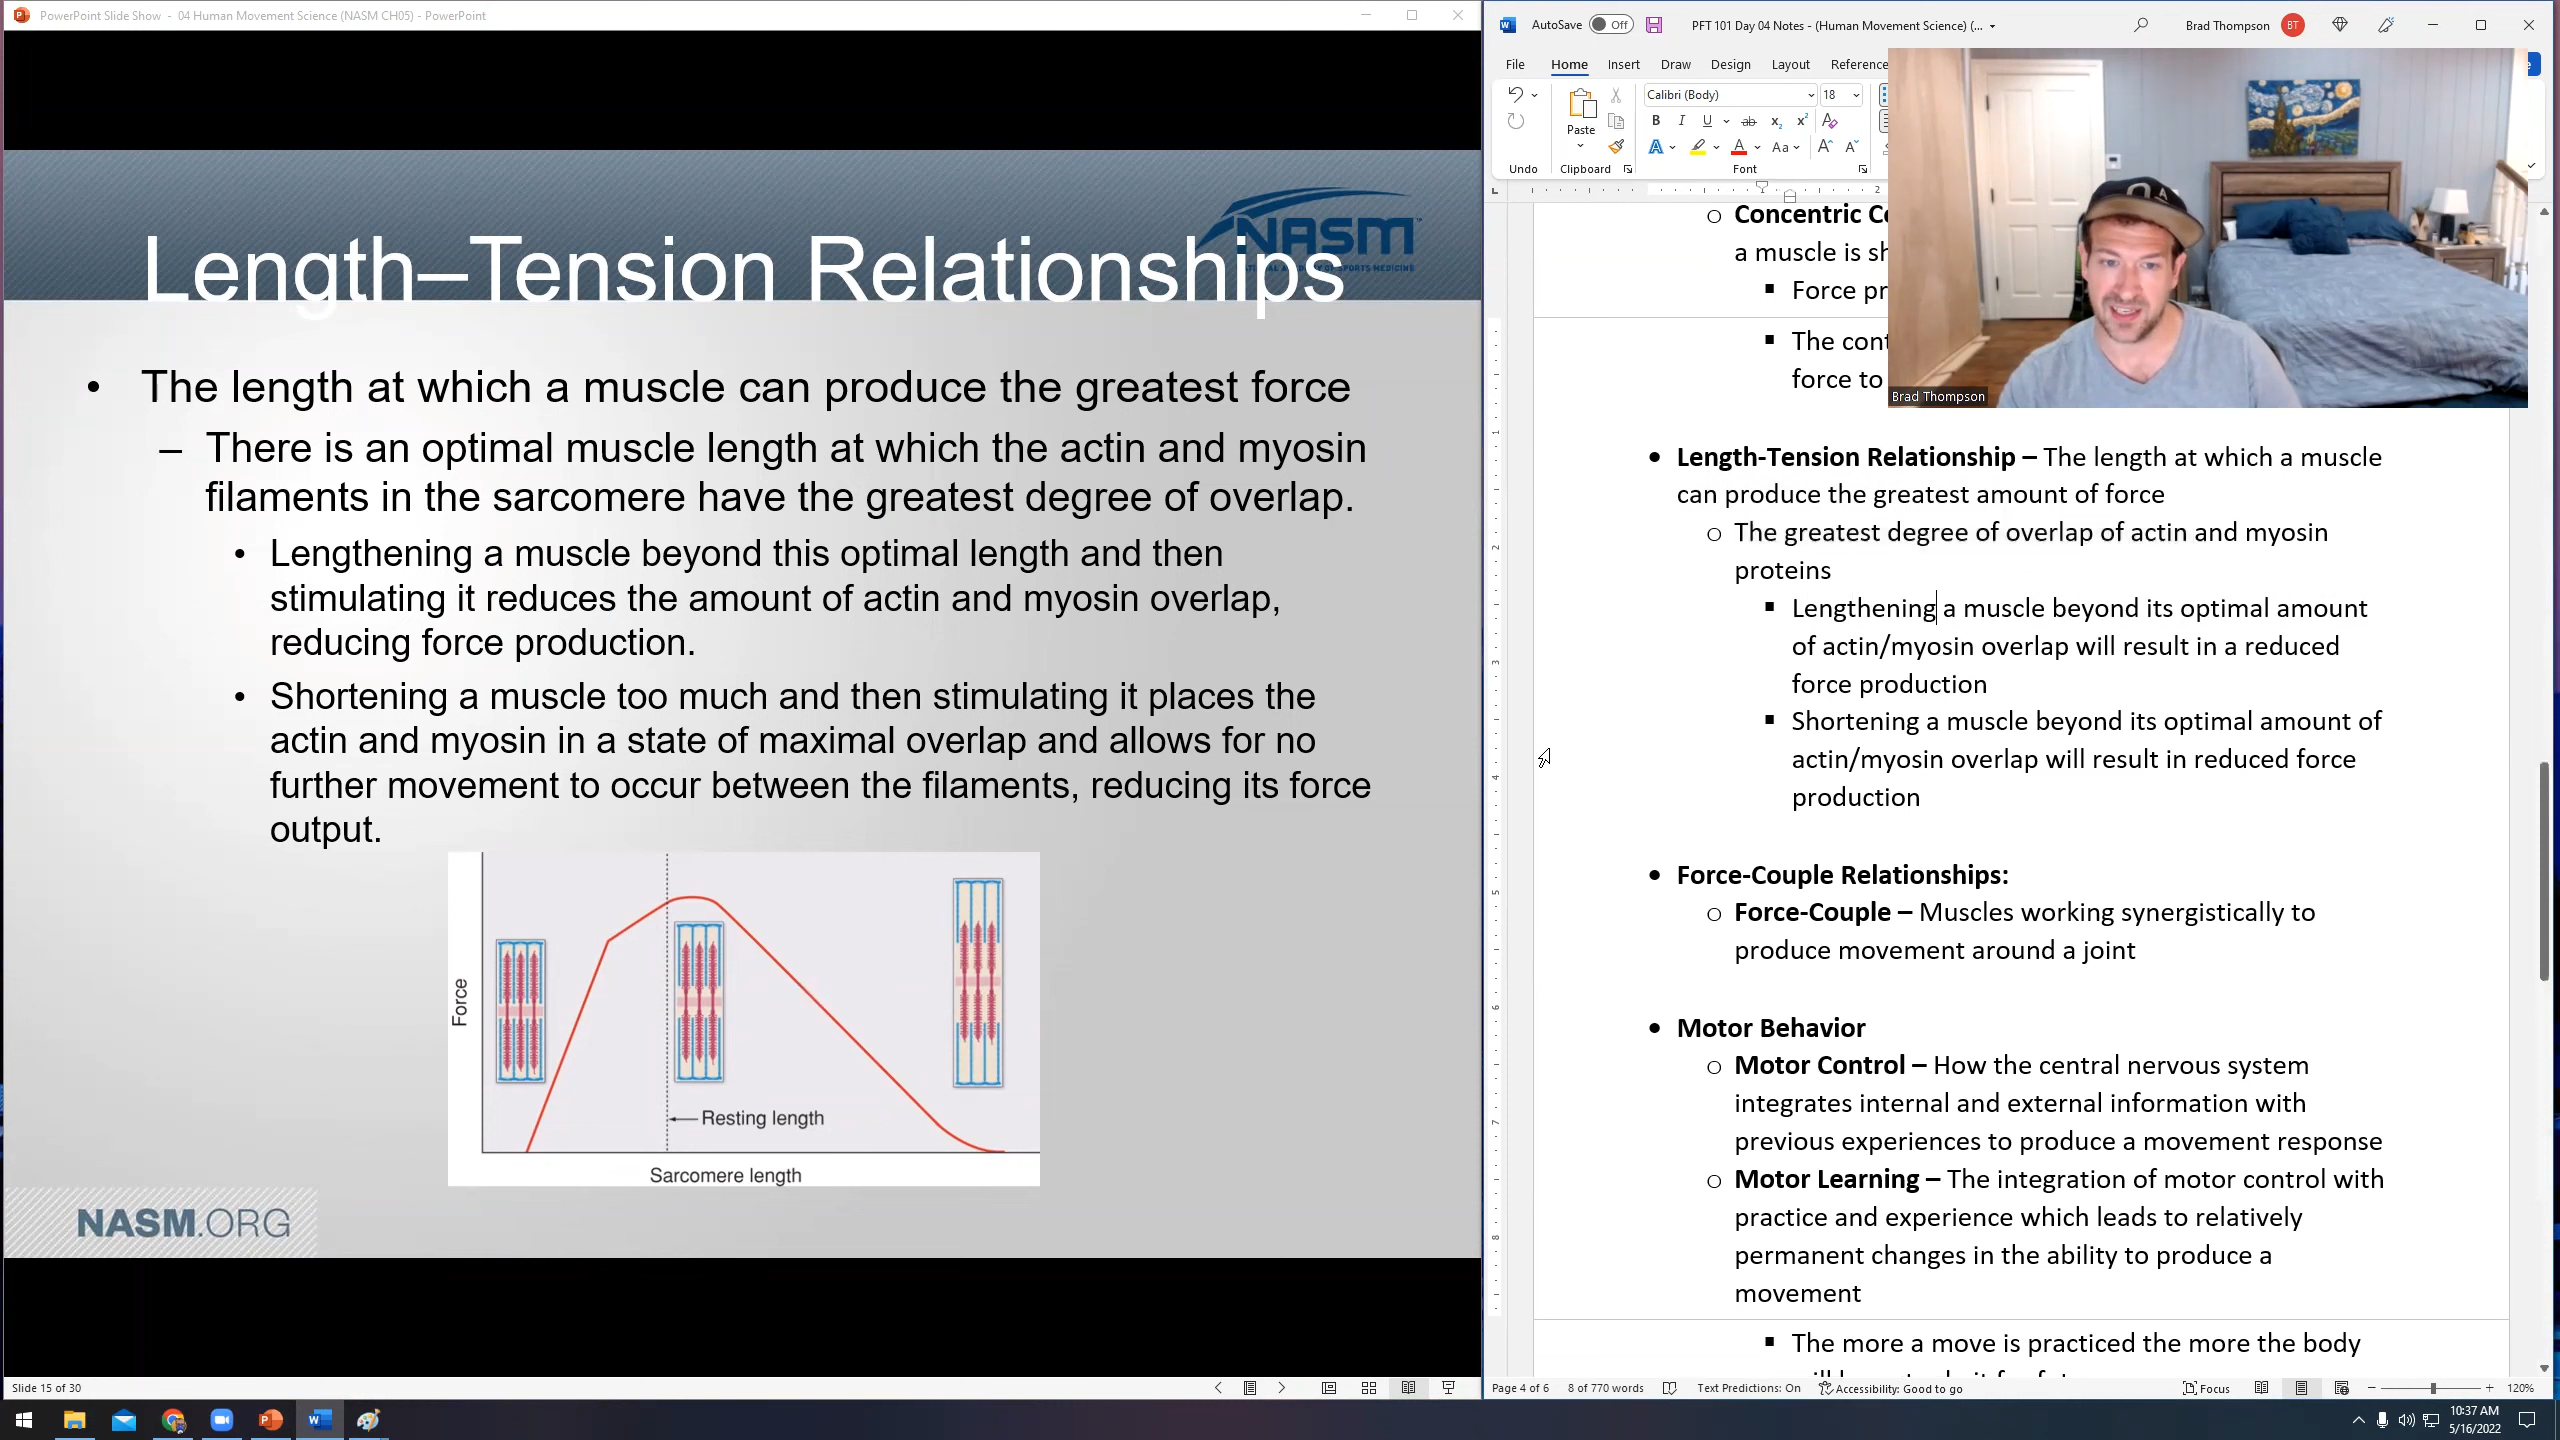 PowerPoint Slide Show - 04 Human Movement Science (NASM CH05) - PowerPoint
NASM
Length–Tension Relationships
• The length at which a muscle can produce the greatest force
– There is an optimal muscle length at which the actin and myosin
filaments in the sarcomere have the greatest degree of overlap.
• Lengthening a muscle beyond this optimal length and then
stimulating it reduces the amount of actin and myosin overlap,
reducing force production.
• Shortening a muscle too much and then stimulating it places the
actin and myosin in a state of maximal overlap and allows for no
further movement to occur between the filaments, reducing its force
output.
Force
Resting length
Sarcomere length
NASM.ORG
Slide 15 of 30
AutoSave Off
PFT 101 Day 04 Notes - (Human Movement Science) (...
Brad Thompson BT
File Home Insert Draw Design Layout Reference
Calibri (Body) 18
Paste
B I U ab x₂ x²
A A Aa A A
Undo Clipboard Font
2
Brad Thompson
o Concentric
a muscle is
▪ Force
▪ The
force to
• Length-Tension Relationship – The length at which a muscle
can produce the greatest amount of force
o The greatest degree of overlap of actin and myosin
proteins
▪ Lengthening a muscle beyond its optimal amount
of actin/myosin overlap will result in a reduced
force production
▪ Shortening a muscle beyond its optimal amount of
actin/myosin overlap will result in reduced force
production
• Force-Couple Relationships:
o Force-Couple – Muscles working synergistically to
produce movement around a joint
• Motor Behavior
o Motor Control – How the central nervous system
integrates internal and external information with
previous experiences to produce a movement response
o Motor Learning – The integration of motor control with
practice and experience which leads to relatively
permanent changes in the ability to produce a
movement
▪ The more a move is practiced the more the body
Page 4 of 6 8 of 770 words Text Predictions: On Accessibility: Good to go Focus 120%
10:37 AM
5/16/2022